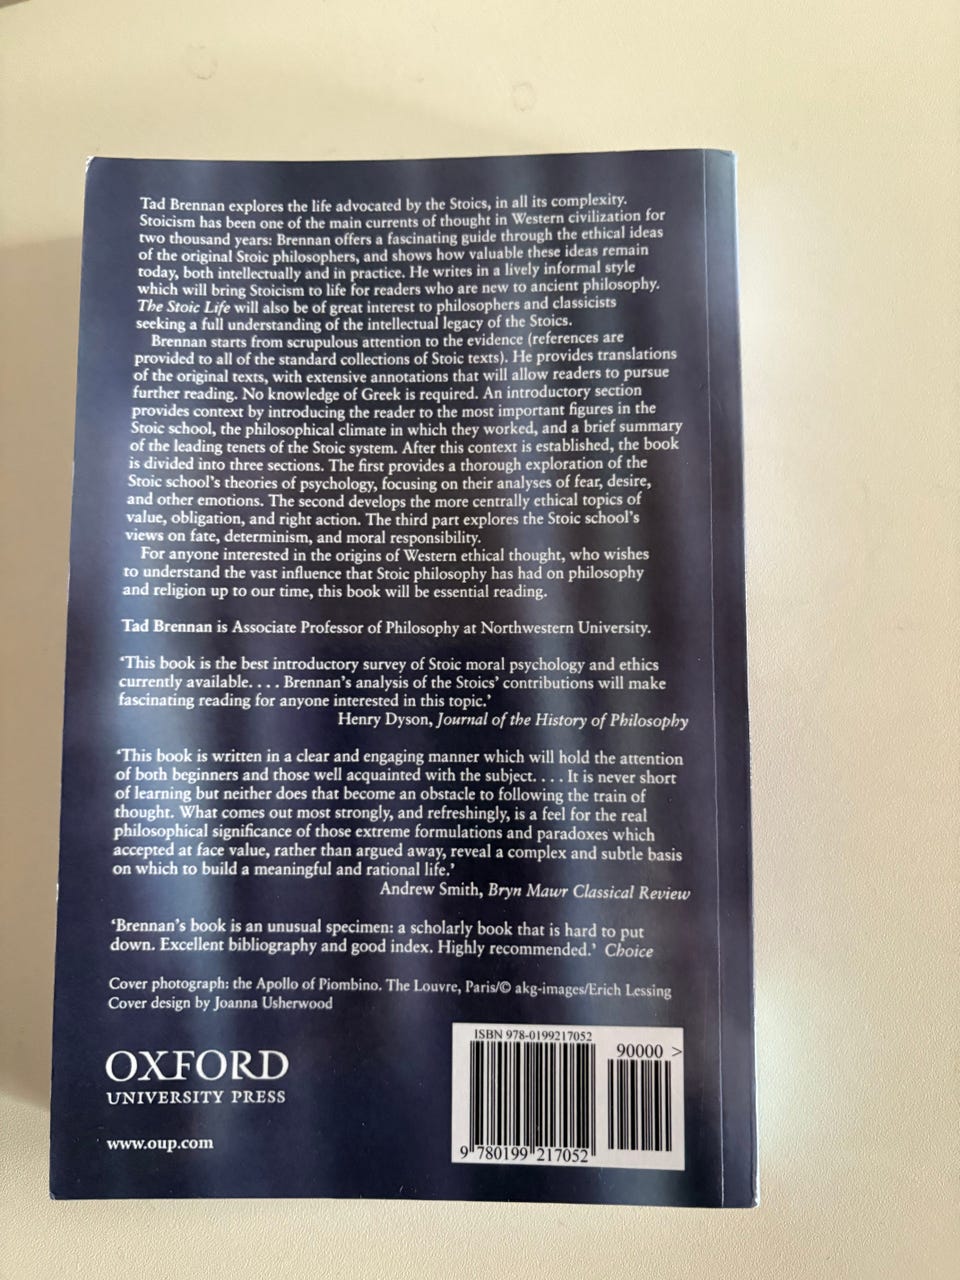 Tad Brennan explores the life advocated by the Stoics, in all its complexity.
Stoicism has been one of the main currents of thought in Western civilization for
two thousand years: Brennan offers a fascinating guide through the ethical ideas
of the original Stoic philosophers, and shows how valuable these ideas remain
today, both intellectually and in practice. He writes in a lively informal style
which will bring Stoicism to life for readers who are new to ancient philosophy.
The Stoic Life will also be of great interest to philosophers and classicists
seeking a full understanding of the intellectual legacy of the Stoics.
Brennan starts from scrupulous attention to the evidence (references are
provided to all of the standard collections of Stoic texts). He provides translations
of the original texts, with extensive annotations that will allow readers to pursue
further reading. No knowledge of Greek is required. An introductory section
provides context by introducing the reader to the most important figures in the
Stoic school, the philosophical climate in which they worked, and a brief summary
of the leading tenets of the Stoic system. After this context is established, the book
is divided into three sections. The first provides a thorough exploration of the
Stoic school's theories of psychology, focusing on their analyses of fear, desire,
and other emotions. The second develops the more centrally ethical topics of
value, obligation, and right action. The third part explores the Stoic school's
views on fate, determinism, and moral responsibility.
For anyone interested in the origins of Western ethical thought, who wishes
to understand the vast influence that Stoic philosophy has had on philosophy
and religion up to our time, this book will be essential reading.
Tad Brennan is Associate Professor of Philosophy at Northwestern University.
'This book is the best introductory survey of Stoic moral psychology and ethics
currently available. . . . Brennan's analysis of the Stoics' contributions will make
fascinating reading for anyone interested in this topic.'
Henry Dyson, Journal of the History of Philosophy
'This book is written in a clear and engaging manner which will hold the attention
of both beginners and those well acquainted with the subject. . . . It is never short
of learning but neither does that become an obstacle to following the train of
thought. What comes out most strongly, and refreshingly, is a feel for the real
philosophical significance of those extreme formulations and paradoxes which
accepted at face value, rather than argued away, reveal a complex and subtle basis
on which to build a meaningful and rational life.'
Andrew Smith, Bryn Mawr Classical Review
'Brennan's book is an unusual specimen: a scholarly book that is hard to put
down. Excellent bibliography and good index. Highly recommended.' Choice
Cover photograph: the Apollo of Piombino. The Louvre, Paris/© akg-images/Erich Lessing
Cover design by Joanna Usherwood
OXFORD
UNIVERSITY PRESS
www.oup.com
ISBN 978-0199217052
90000 >
9 780199 217052